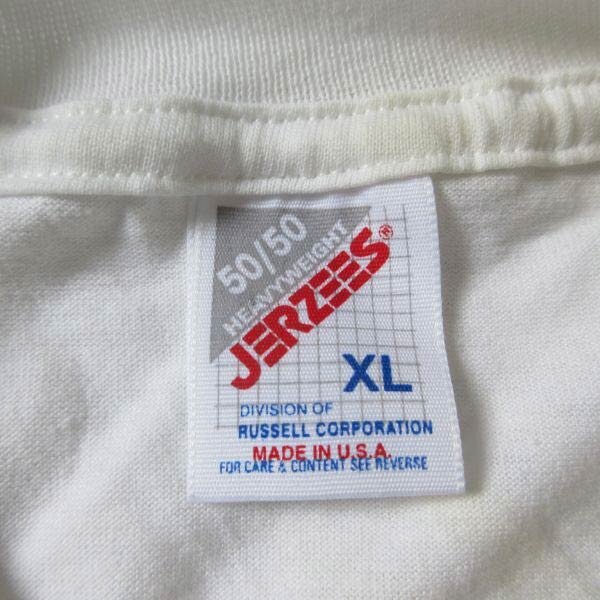 50/50
HEAVYWEIGHT
JERZEES®
XL
DIVISION OF
RUSSELL CORPORATION
MADE IN U.S.A.
FOR CARE & CONTENT SEE REVERSE